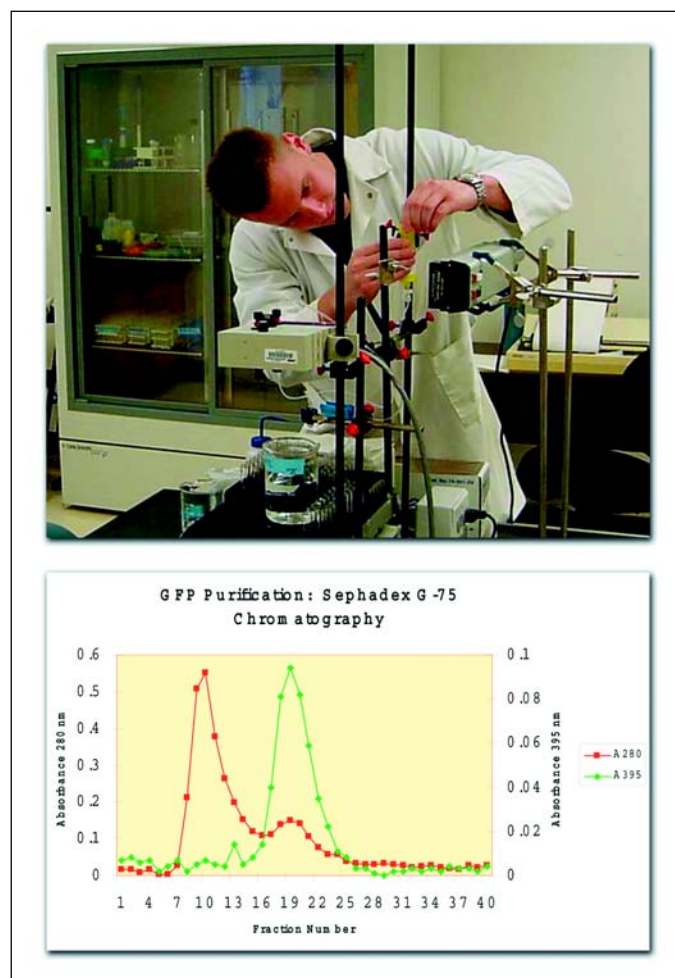 GFP Purification: Sephadex G-75
Chromatography
0.6
0.5
0.4
0.3
0.2
0.1
0
Absorbance 280 nm
0.1
0.08
0.06
0.04
0.02
0
Absorbance 395 nm
A280
A395
1 4 7 10 13 16 19 22 25 28 31 34 37 40
Fraction Number